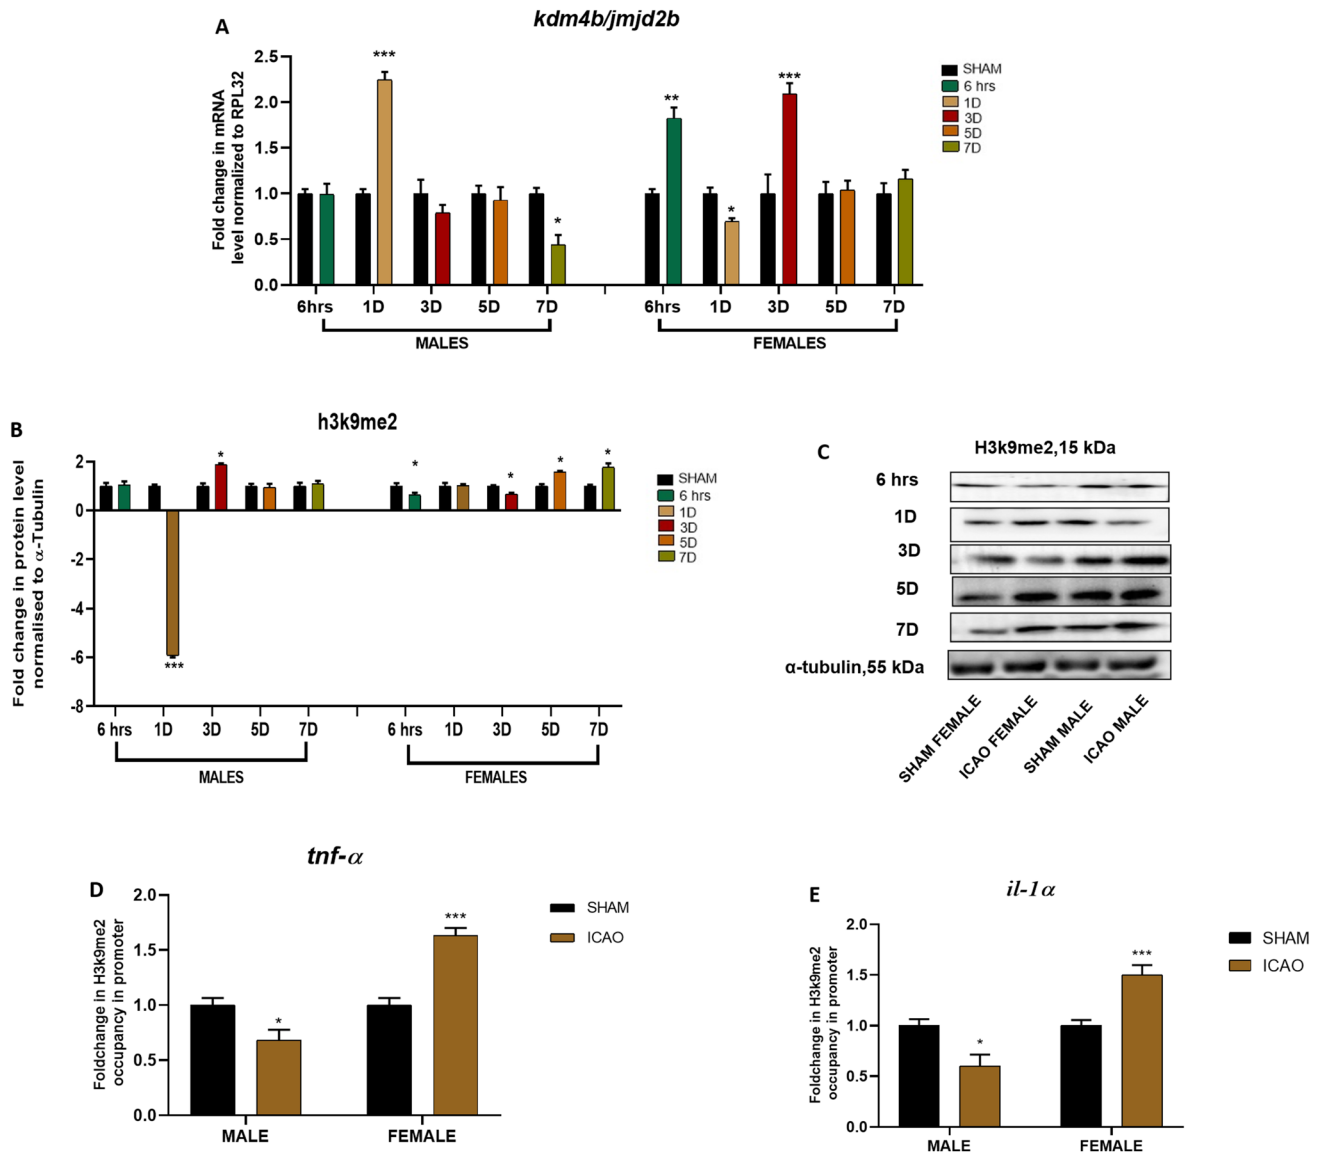 A
kdm4b/jmjd2b
Fold change in mRNA
level normalized to RPL32
2.5
2.0
1.5
1.0
0.5
0.0
***
*
**
*
***
6hrs 1D 3D 5D 7D 6hrs 1D 3D 5D 7D
MALES FEMALES
SHAM
6 hrs
1D
3D
5D
7D
B
h3k9me2
Fold change in protein level
normalised to α-Tubulin
2
0
-2
-4
-6
-8
***
*
*
*
*
*
6 hrs 1D 3D 5D 7D 6 hrs 1D 3D 5D 7D
MALES FEMALES
SHAM
6 hrs
1D
3D
5D
7D
C
H3k9me2,15 kDa
6 hrs
1D
3D
5D
7D
α-tubulin,55 kDa
SHAM FEMALE
ICAO FEMALE
SHAM MALE
ICAO MALE
D
tnf-α
Foldchange in H3k9me2
occupancy in promoter
2.0
1.5
1.0
0.5
0.0
*
***
MALE FEMALE
SHAM
ICAO
E
il-1α
Foldchange in H3k9me2
occupancy in promoter
2.0
1.5
1.0
0.5
0.0
*
***
MALE FEMALE
SHAM
ICAO